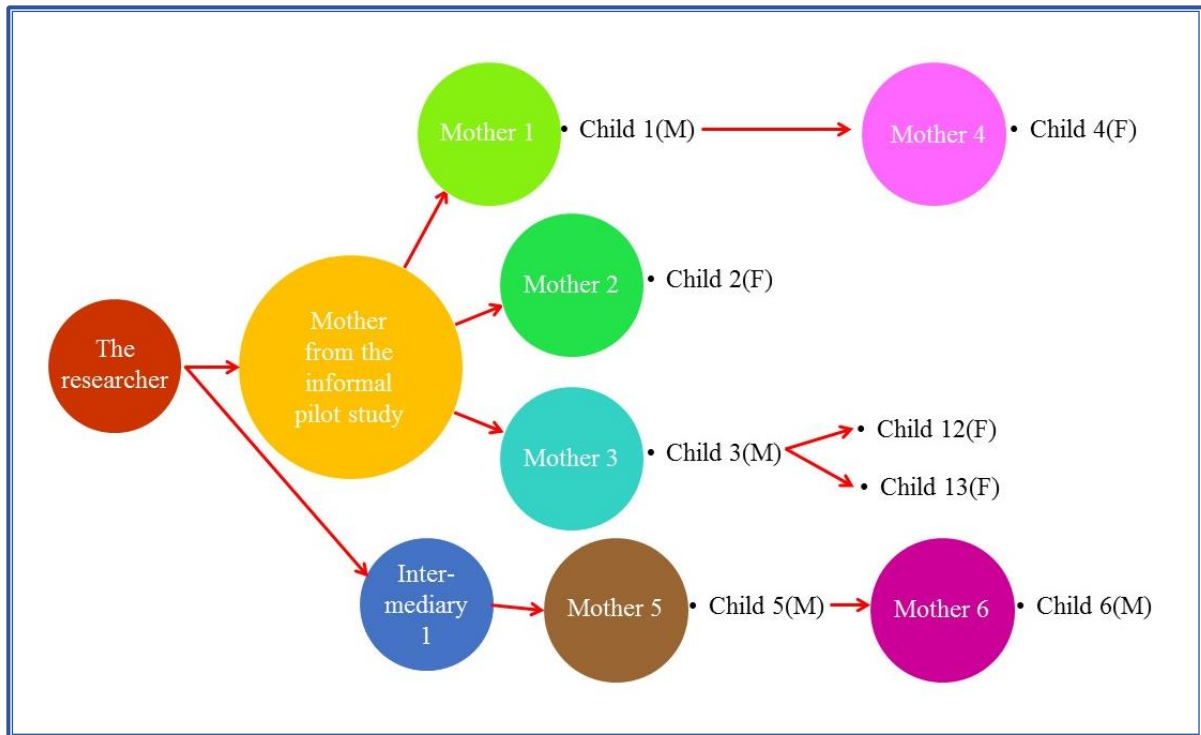 The
researcher
Mother
from the
informal
pilot study
Mother 1
• Child 1(M)
Mother 4
• Child 4(F)
Mother 2
• Child 2(F)
Mother 3
• Child 3(M)
• Child 12(F)
• Child 13(F)
Inter-
mediary
1
Mother 5
• Child 5(M)
Mother 6
• Child 6(M)